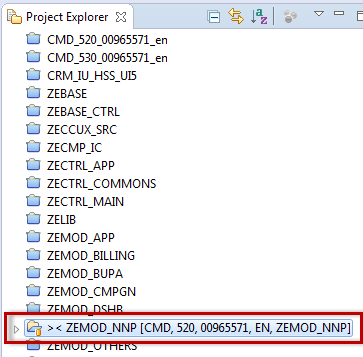 Project Explorer
CMD_520_00965571_en
CMD_530_00965571_en
CRM_IU_HSS_UI5
ZEBASE
ZEBASE_CTRL
ZECCUX_SRC
ZECMP_IC
ZECTRL_APP
ZECTRL_COMMONS
ZECTRL_MAIN
ZELIB
ZEMOD_APP
ZEMOD_BILLING
ZEMOD_BUPA
ZEMOD_CMPGN
ZEMOD_DSHB
>< ZEMOD_NNP [CMD, 520, 00965571, EN, ZEMOD_NNP]
ZEMOD_OTHERS